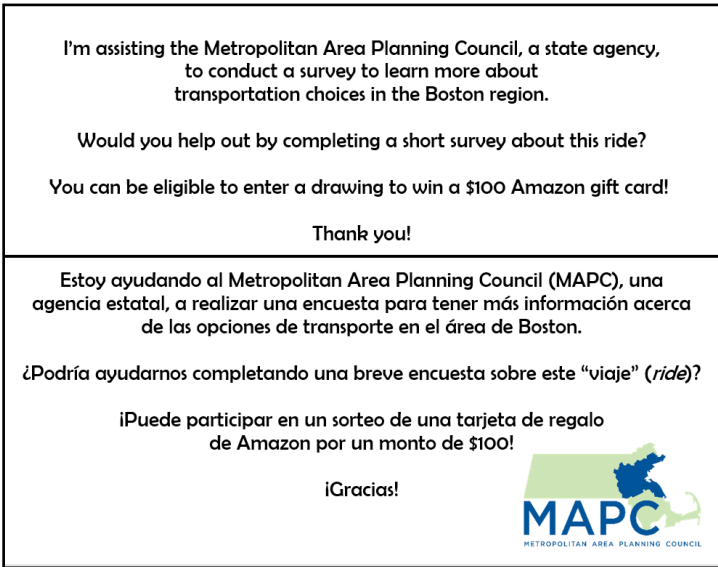 I'm assisting the Metropolitan Area Planning Council, a state agency,
to conduct a survey to learn more about
transportation choices in the Boston region.
Would you help out by completing a short survey about this ride?
You can be eligible to enter a drawing to win a $100 Amazon gift card!
Thank you!
Estoy ayudando al Metropolitan Area Planning Council (MAPC), una
agencia estatal, a realizar una encuesta para tener más información acerca
de las opciones de transporte en el área de Boston.
¿Podría ayudarnos completando una breve encuesta sobre este “viaje” (ride)?
¡Puede participar en un sorteo de una tarjeta de regalo
de Amazon por un monto de $100!
¡Gracias!
MAPC
METROPOLITAN AREA PLANNING COUNCIL